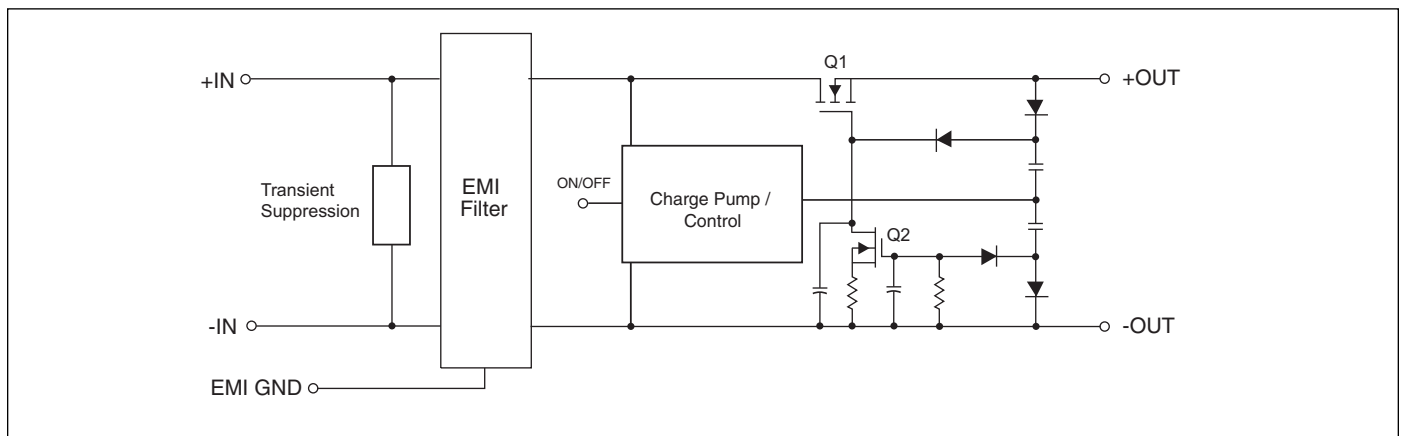 Q1
+IN
+OUT
EMI
Filter
Transient
Suppression
ON/OFF
Charge Pump /
Control
Q2
-IN
-OUT
EMI GND